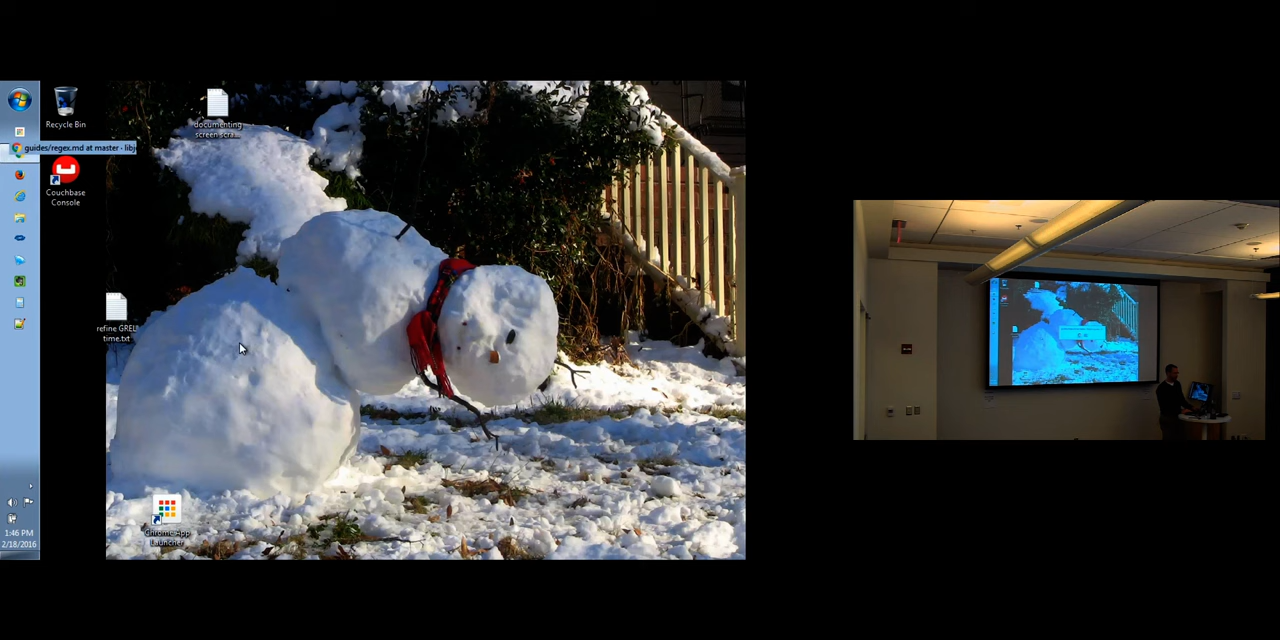 Recycle Bin
documenting
screen scra...
guides/regex.md at master · libj
Couchbase
Console
refine GREL
time.txt
Chrome App
Launcher
1:46 PM
2/18/2016